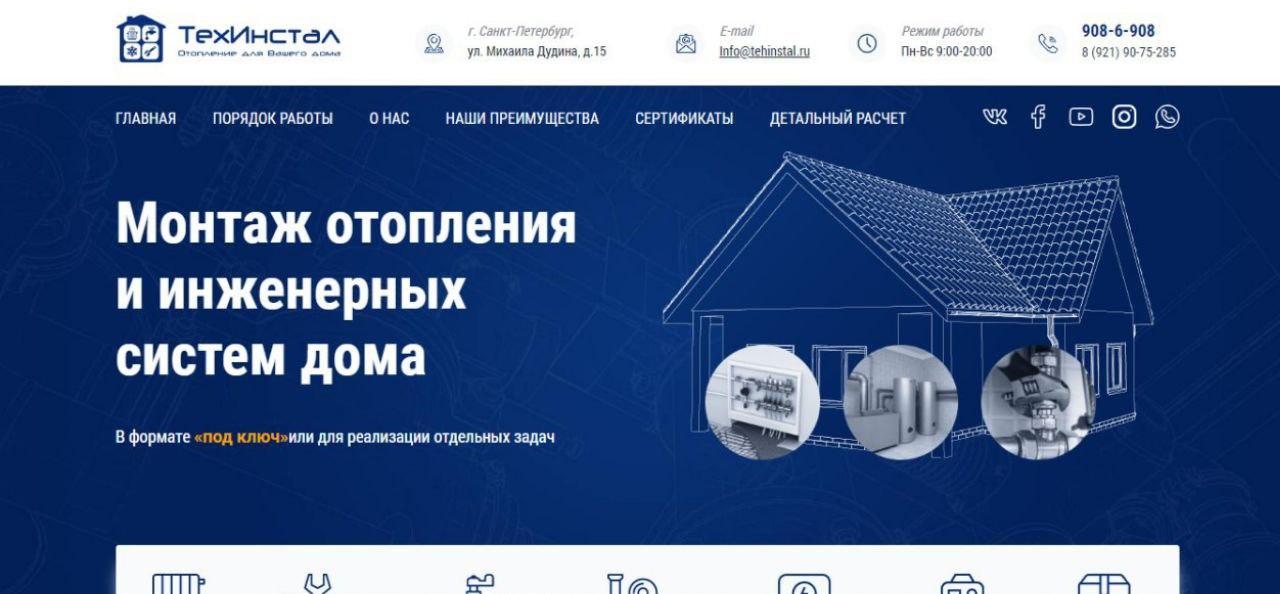 ТехИнстал
Отопление для Вашего дома
г. Санкт-Петербург,
ул. Михаила Дудина, д.15
E-mail
Info@tehinstal.ru
Режим работы
Пн-Вс 9:00-20:00
908-6-908
8 (921) 90-75-285
ГЛАВНАЯ ПОРЯДОК РАБОТЫ О НАС НАШИ ПРЕИМУЩЕСТВА СЕРТИФИКАТЫ ДЕТАЛЬНЫЙ РАСЧЕТ
Монтаж отопления
и инженерных
систем дома
В формате «под ключ»или для реализации отдельных задач